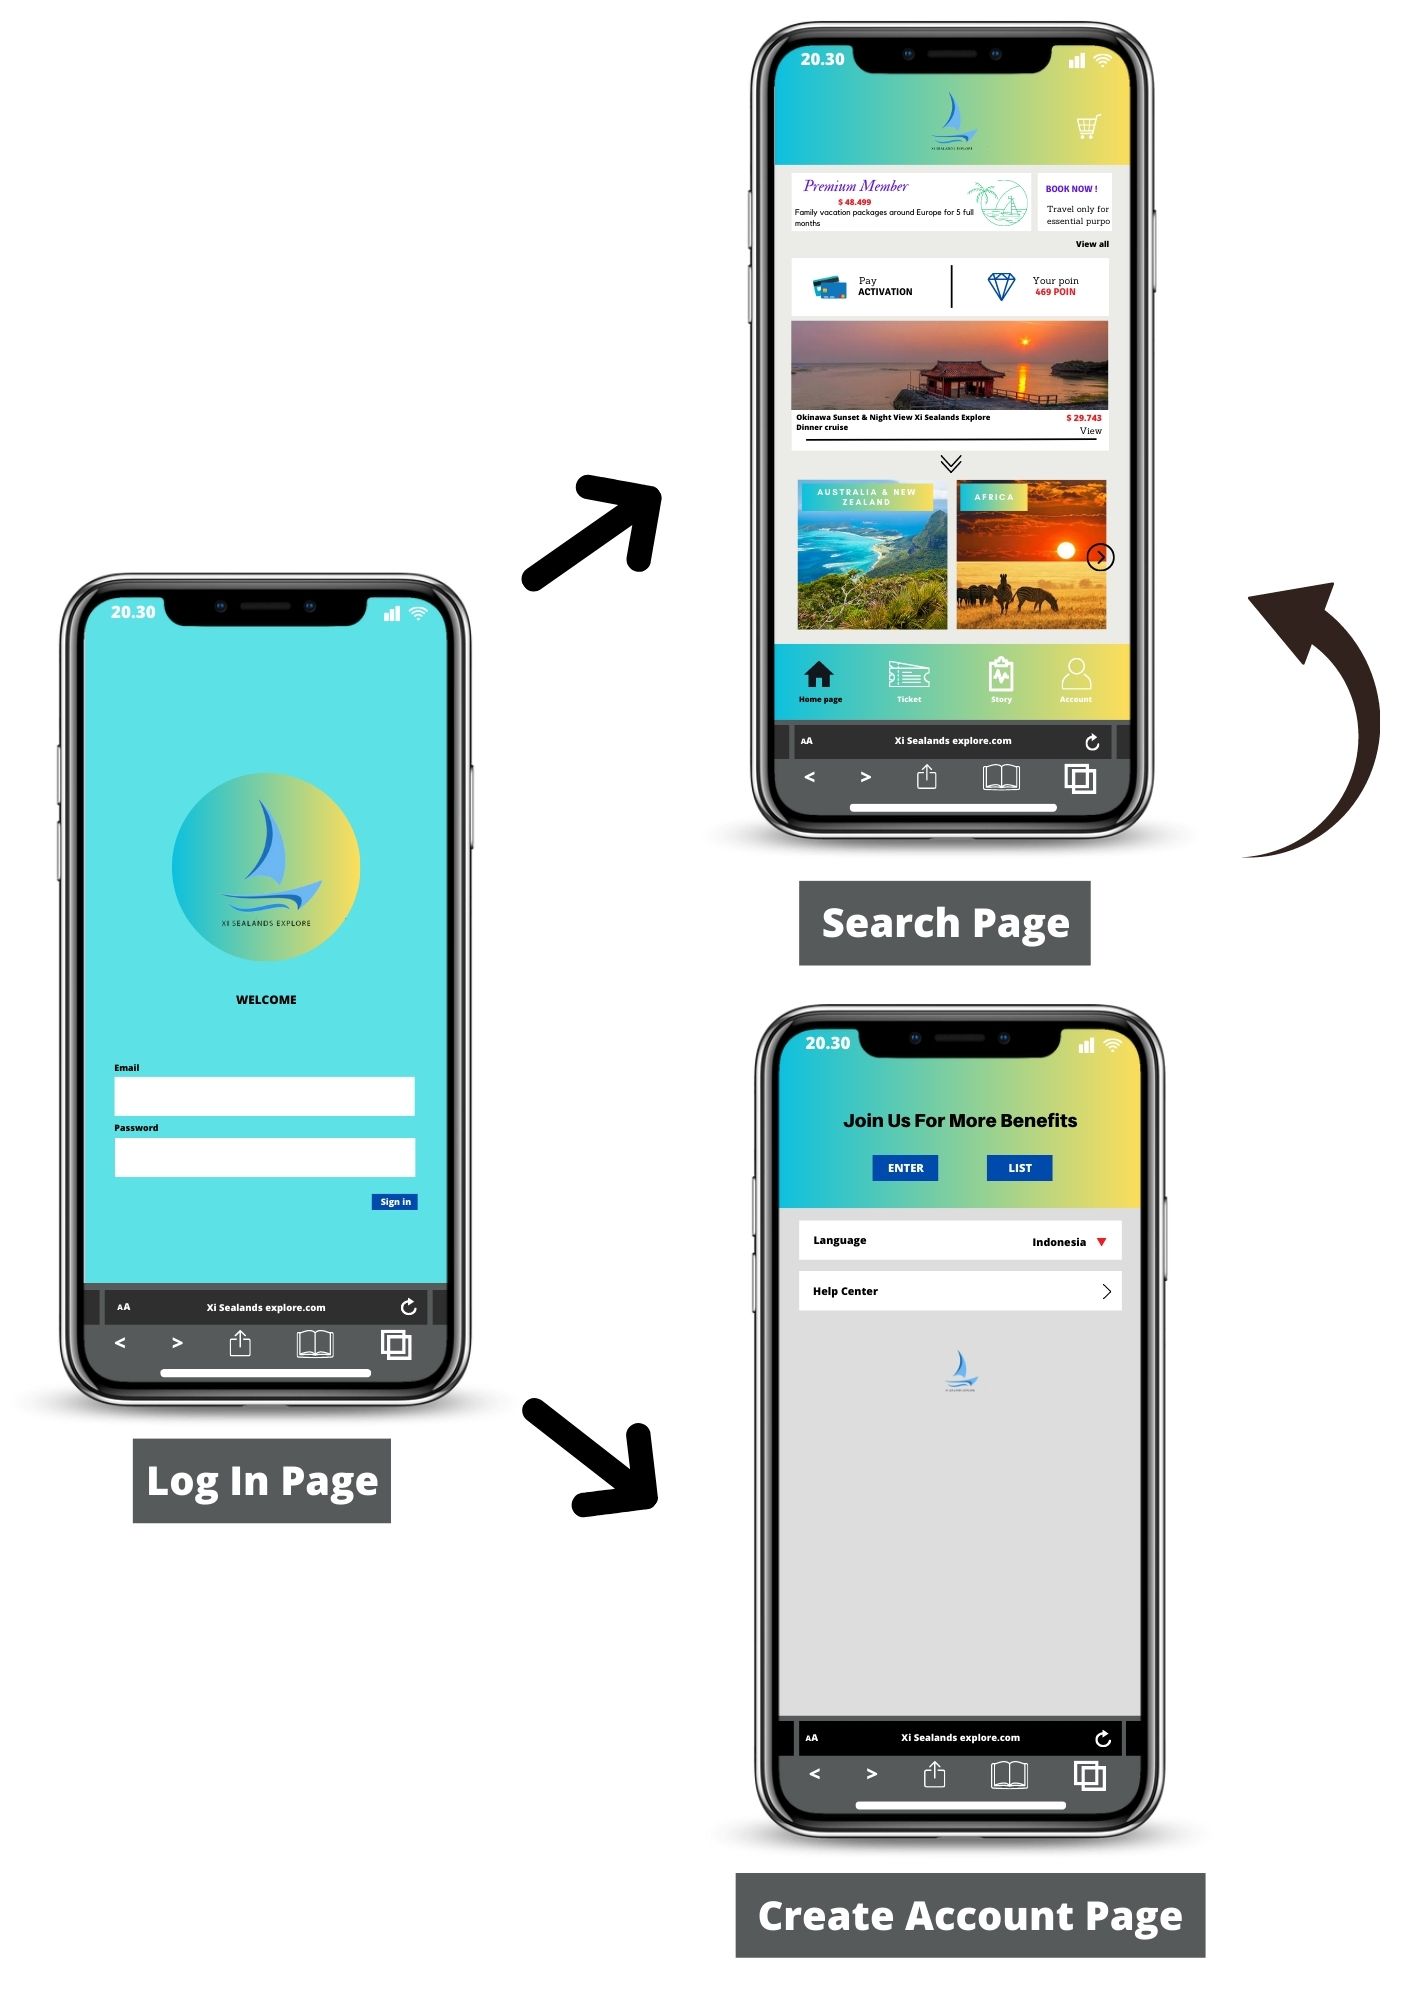 20.30
XI SEALANDS EXPLORE
Premium Member
$ 48.499
Family vacation packages around Europe for 5 full
months
BOOK NOW !
Travel only for
essential purpo
View all
Pay
ACTIVATION
Your poin
469 POIN
Okinawa Sunset & Night View Xi Sealands Explore
Dinner cruise
$ 29.743
View
AUSTRALIA & NEW
ZEALAND
AFRICA
Home page
Ticket
Story
Account
AA
Xi Sealands explore.com
<
>
Search Page
20.30
XI SEALANDS EXPLORE
WELCOME
Email
Password
Sign in
AA
Xi Sealands explore.com
<
>
Log In Page
20.30
Join Us For More Benefits
ENTER
LIST
Language
Indonesia
Help Center
XI SEALANDS EXPLORE
AA
Xi Sealands explore.com
<
>
Create Account Page